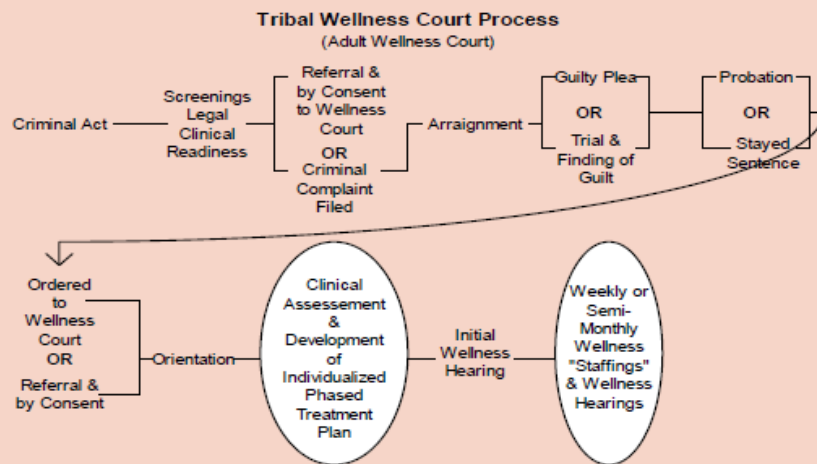 Tribal Wellness Court Process
(Adult Wellness Court)
Criminal Act
Screenings
Legal
Clinical
Readiness
Referral &
by Consent
to Wellness
Court
OR
Criminal
Complaint
Filed
Arraignment
Guilty Plea
OR
Trial &
Finding of
Guilt
Probation
OR
Stayed
Sentence
Ordered
to
Wellness
Court
OR
Referral &
by Consent
Orientation
Clinical
Assessement
&
Development
of
Individualized
Phased
Treatment
Plan
Initial
Wellness
Hearing
Weekly or
Semi-
Monthly
Wellness
"Staffings"
& Wellness
Hearings